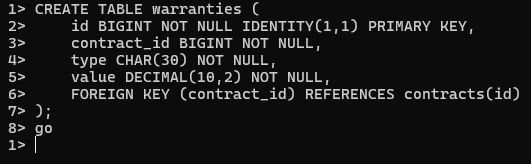 1> CREATE TABLE warranties (
2>     id BIGINT NOT NULL IDENTITY(1,1) PRIMARY KEY,
3>     contract_id BIGINT NOT NULL,
4>     type CHAR(30) NOT NULL,
5>     value DECIMAL(10,2) NOT NULL,
6>     FOREIGN KEY (contract_id) REFERENCES contracts(id)
7> );
8> go
1>